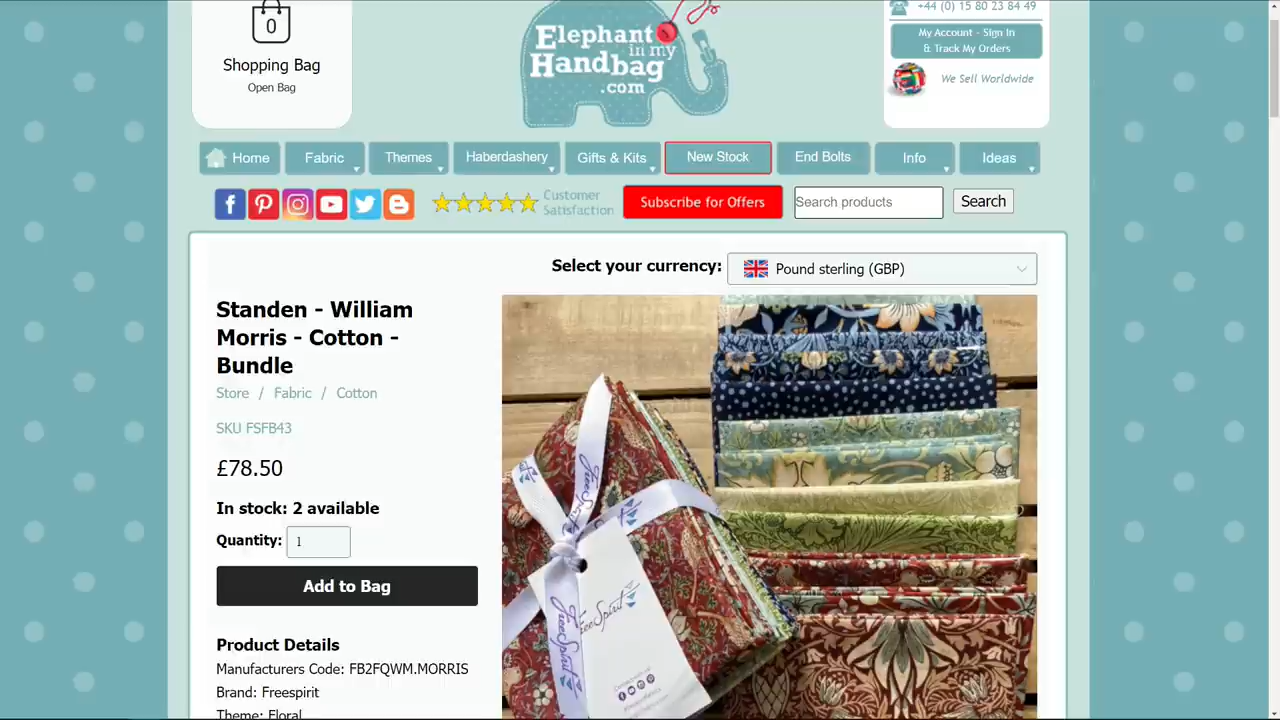 0
Shopping Bag
Open Bag
Elephant
in my
Handbag
.com
+44 (0) 15 80 23 84 49
My Account - Sign In
& Track My Orders
We Sell Worldwide
Home
Fabric
Themes
Haberdashery
Gifts & Kits
New Stock
End Bolts
Info
Ideas
Customer
Satisfaction
Subscribe for Offers
Search products
Search
Select your currency:
Pound sterling (GBP)
Standen - William
Morris - Cotton -
Bundle
Store / Fabric / Cotton
SKU FSFB43
£78.50
In stock: 2 available
Quantity: 1
Add to Bag
Product Details
Manufacturers Code: FB2FQWM.MORRIS
Brand: Freespirit
Theme: Floral
FreeSpirit
FreeSpirit
FreeSpirit